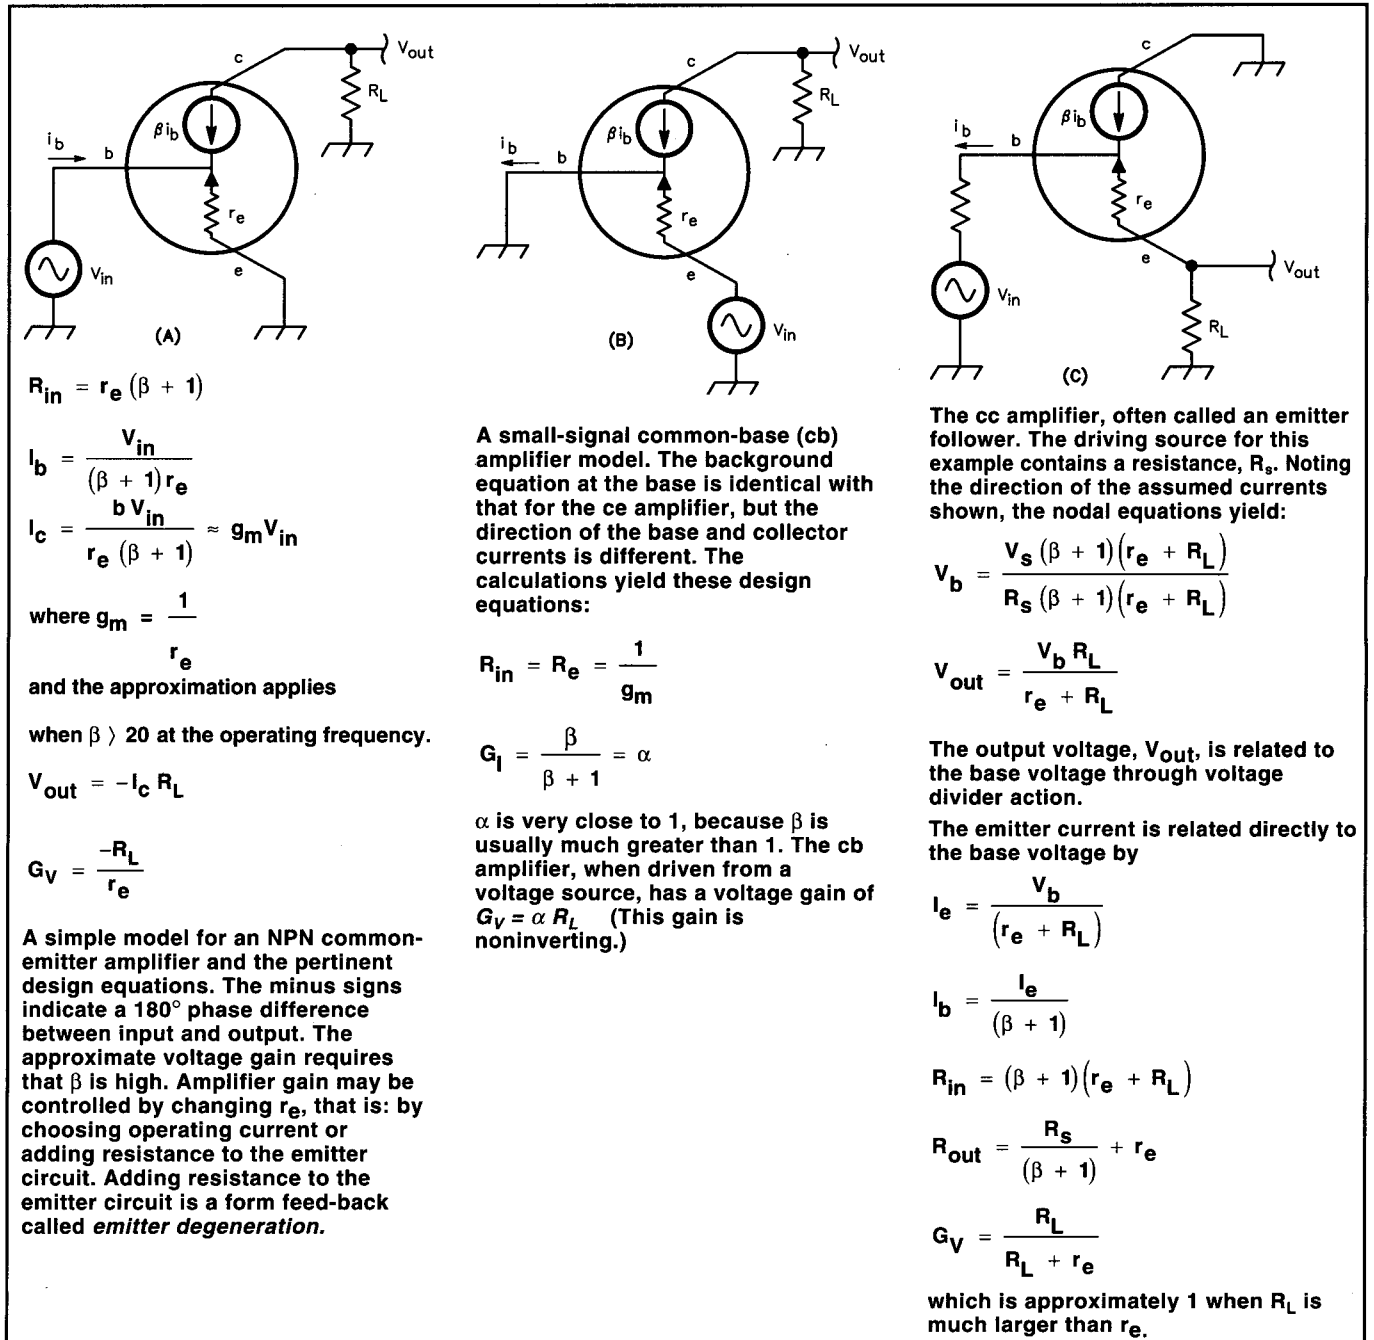 c
V_out
R_L
βi_b
i_b
b
r_e
e
V_in
(A)
R_in = r_e (β + 1)
I_b = V_in / (β + 1) r_e
I_c = b V_in / r_e (β + 1) ≈ g_m V_in
where g_m = 1 / r_e
and the approximation applies
when β ⟩ 20 at the operating frequency.
V_out = -I_c R_L
G_V = -R_L / r_e
A simple model for an NPN common-
emitter amplifier and the pertinent
design equations. The minus signs
indicate a 180° phase difference
between input and output. The
approximate voltage gain requires
that β is high. Amplifier gain may be
controlled by changing r_e, that is: by
choosing operating current or
adding resistance to the emitter
circuit. Adding resistance to the
emitter circuit is a form feed-back
called emitter degeneration.
c
V_out
R_L
βi_b
i_b
b
r_e
e
V_in
(B)
A small-signal common-base (cb)
amplifier model. The background
equation at the base is identical with
that for the ce amplifier, but the
direction of the base and collector
currents is different. The
calculations yield these design
equations:
R_in = R_e = 1 / g_m
G_I = β / β + 1 = α
α is very close to 1, because β is
usually much greater than 1. The cb
amplifier, when driven from a
voltage source, has a voltage gain of
G_V = α R_L (This gain is
noninverting.)
c
βi_b
i_b
b
r_e
e
V_out
V_in
R_L
(C)
The cc amplifier, often called an emitter
follower. The driving source for this
example contains a resistance, R_s. Noting
the direction of the assumed currents
shown, the nodal equations yield:
V_b = V_s (β + 1)(r_e + R_L) / R_s (β + 1)(r_e + R_L)
V_out = V_b R_L / r_e + R_L
The output voltage, V_out, is related to
the base voltage through voltage
divider action.
The emitter current is related directly to
the base voltage by
I_e = V_b / (r_e + R_L)
I_b = I_e / (β + 1)
R_in = (β + 1)(r_e + R_L)
R_out = R_s / (β + 1) + r_e
G_V = R_L / R_L + r_e
which is approximately 1 when R_L is
much larger than r_e.